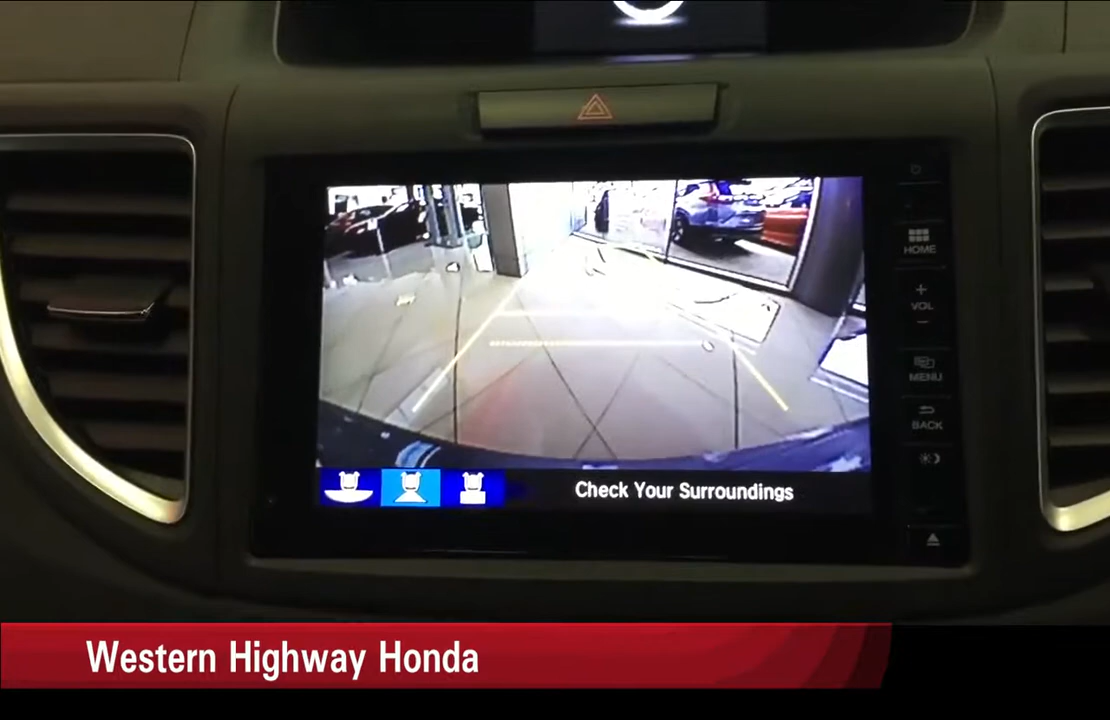 HOME
+
VOL
−
MENU
BACK
Check Your Surroundings
Western Highway Honda